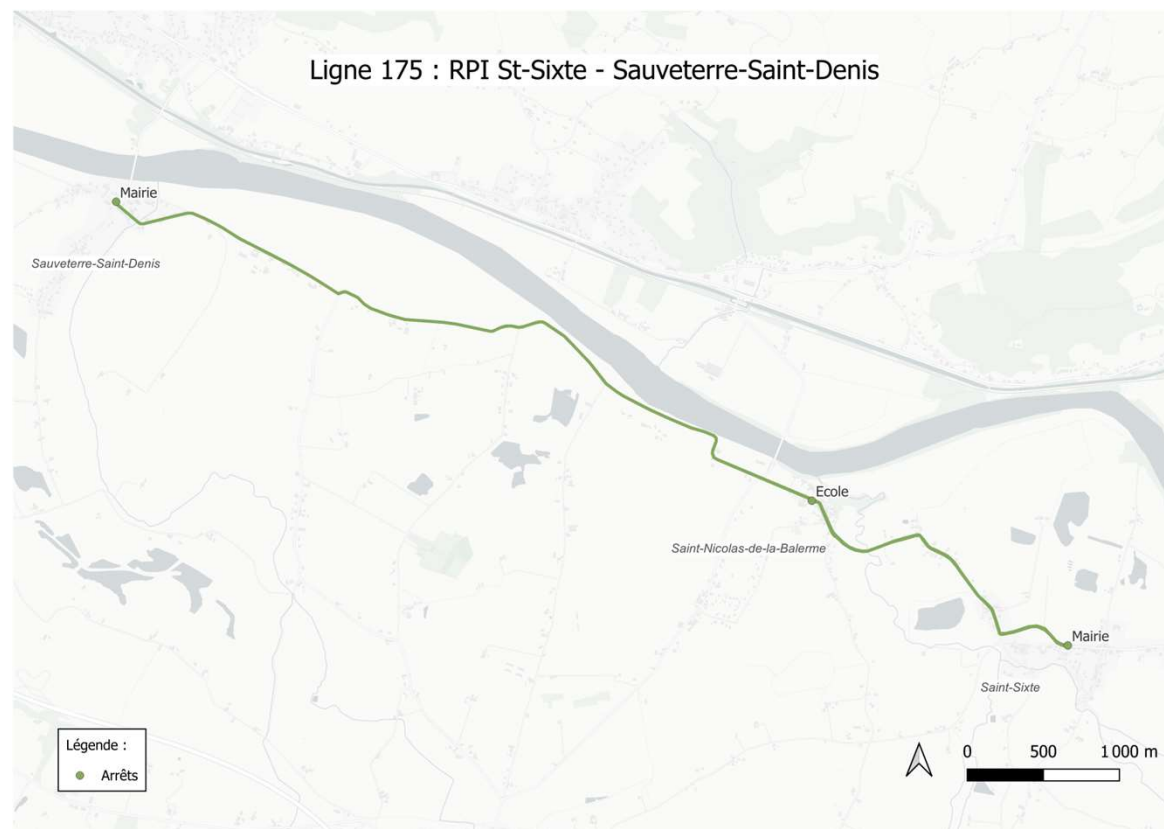 Ligne 175 : RPI St-Sixte - Sauveterre-Saint-Denis
Mairie
Sauveterre-Saint-Denis
Ecole
Saint-Nicolas-de-la-Balerme
Mairie
Saint-Sixte
Légende :
Arrêts
0 500 1 000 m